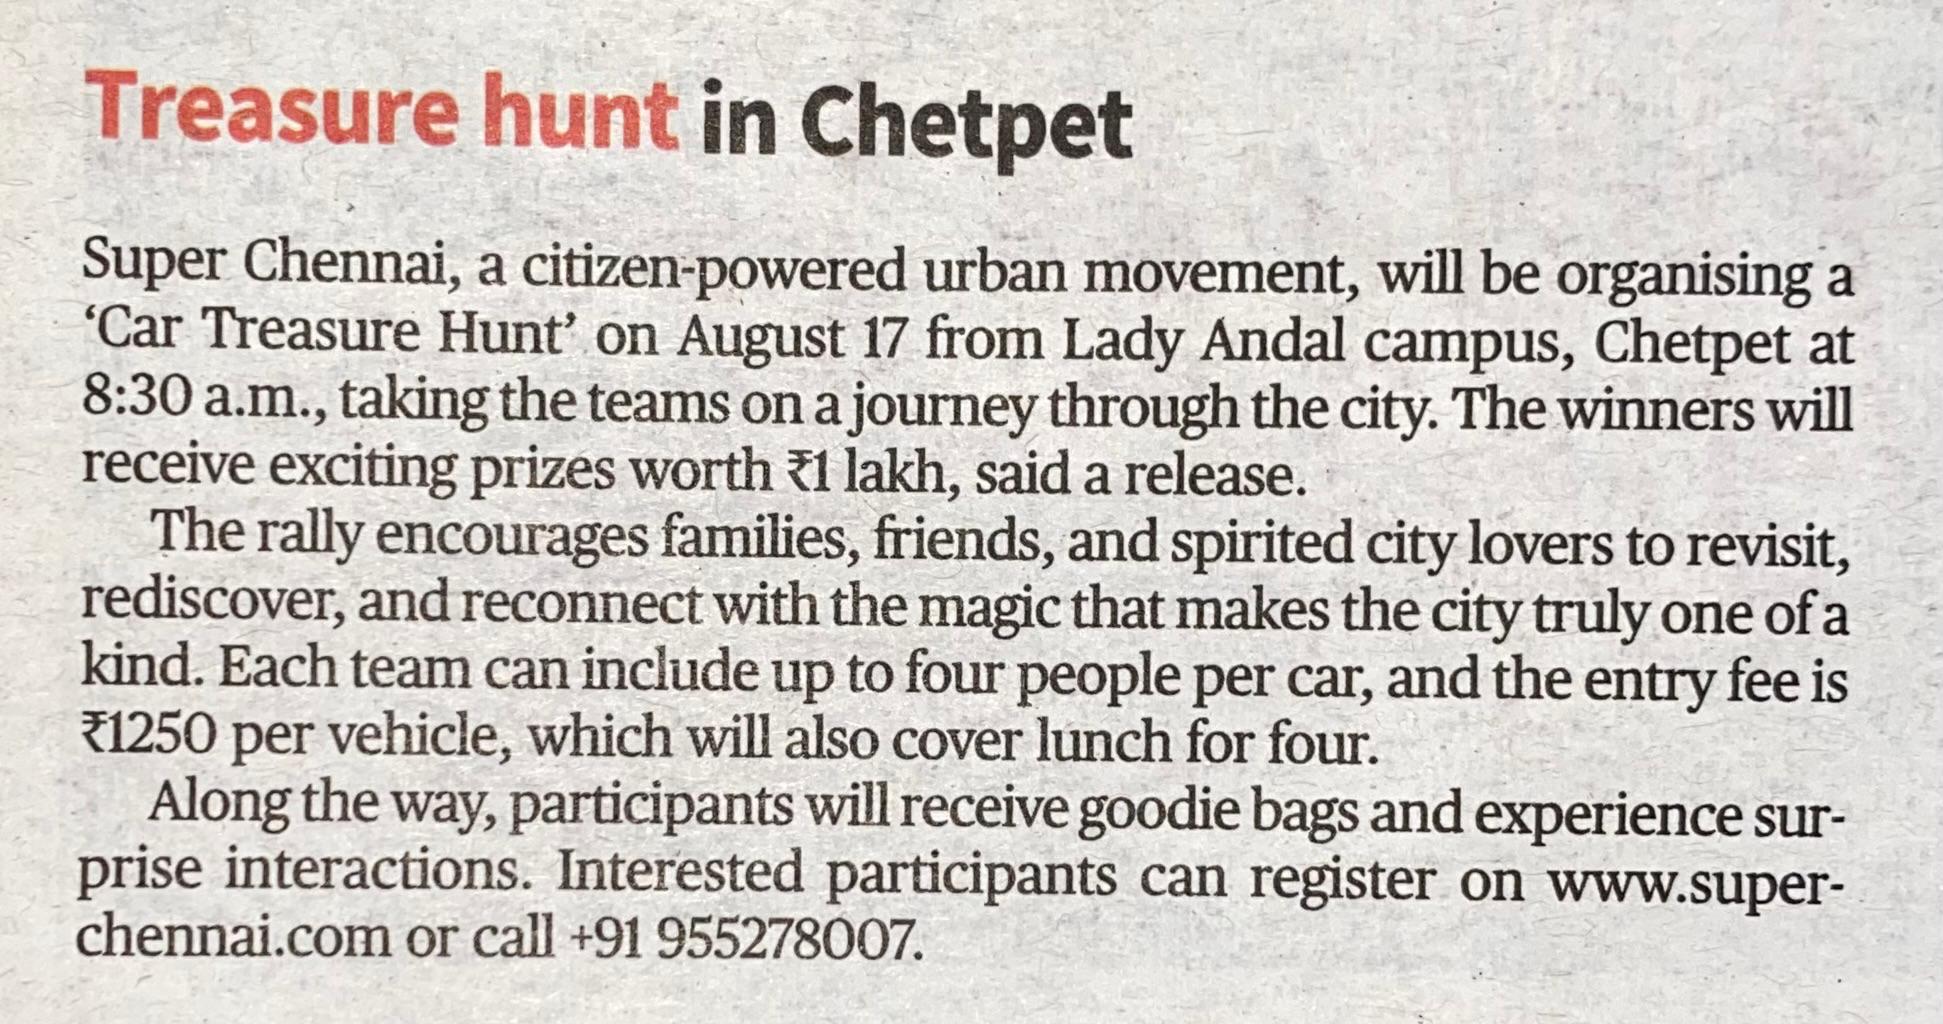 Treasure hunt in Chetpet
Super Chennai, a citizen-powered urban movement, will be organising a
‘Car Treasure Hunt’ on August 17 from Lady Andal campus, Chetpet at
8:30 a.m., taking the teams on a journey through the city. The winners will
receive exciting prizes worth ₹1 lakh, said a release.
The rally encourages families, friends, and spirited city lovers to revisit,
rediscover, and reconnect with the magic that makes the city truly one of a
kind. Each team can include up to four people per car, and the entry fee is
₹1250 per vehicle, which will also cover lunch for four.
Along the way, participants will receive goodie bags and experience sur-
prise interactions. Interested participants can register on www.super-
chennai.com or call +91 955278007.